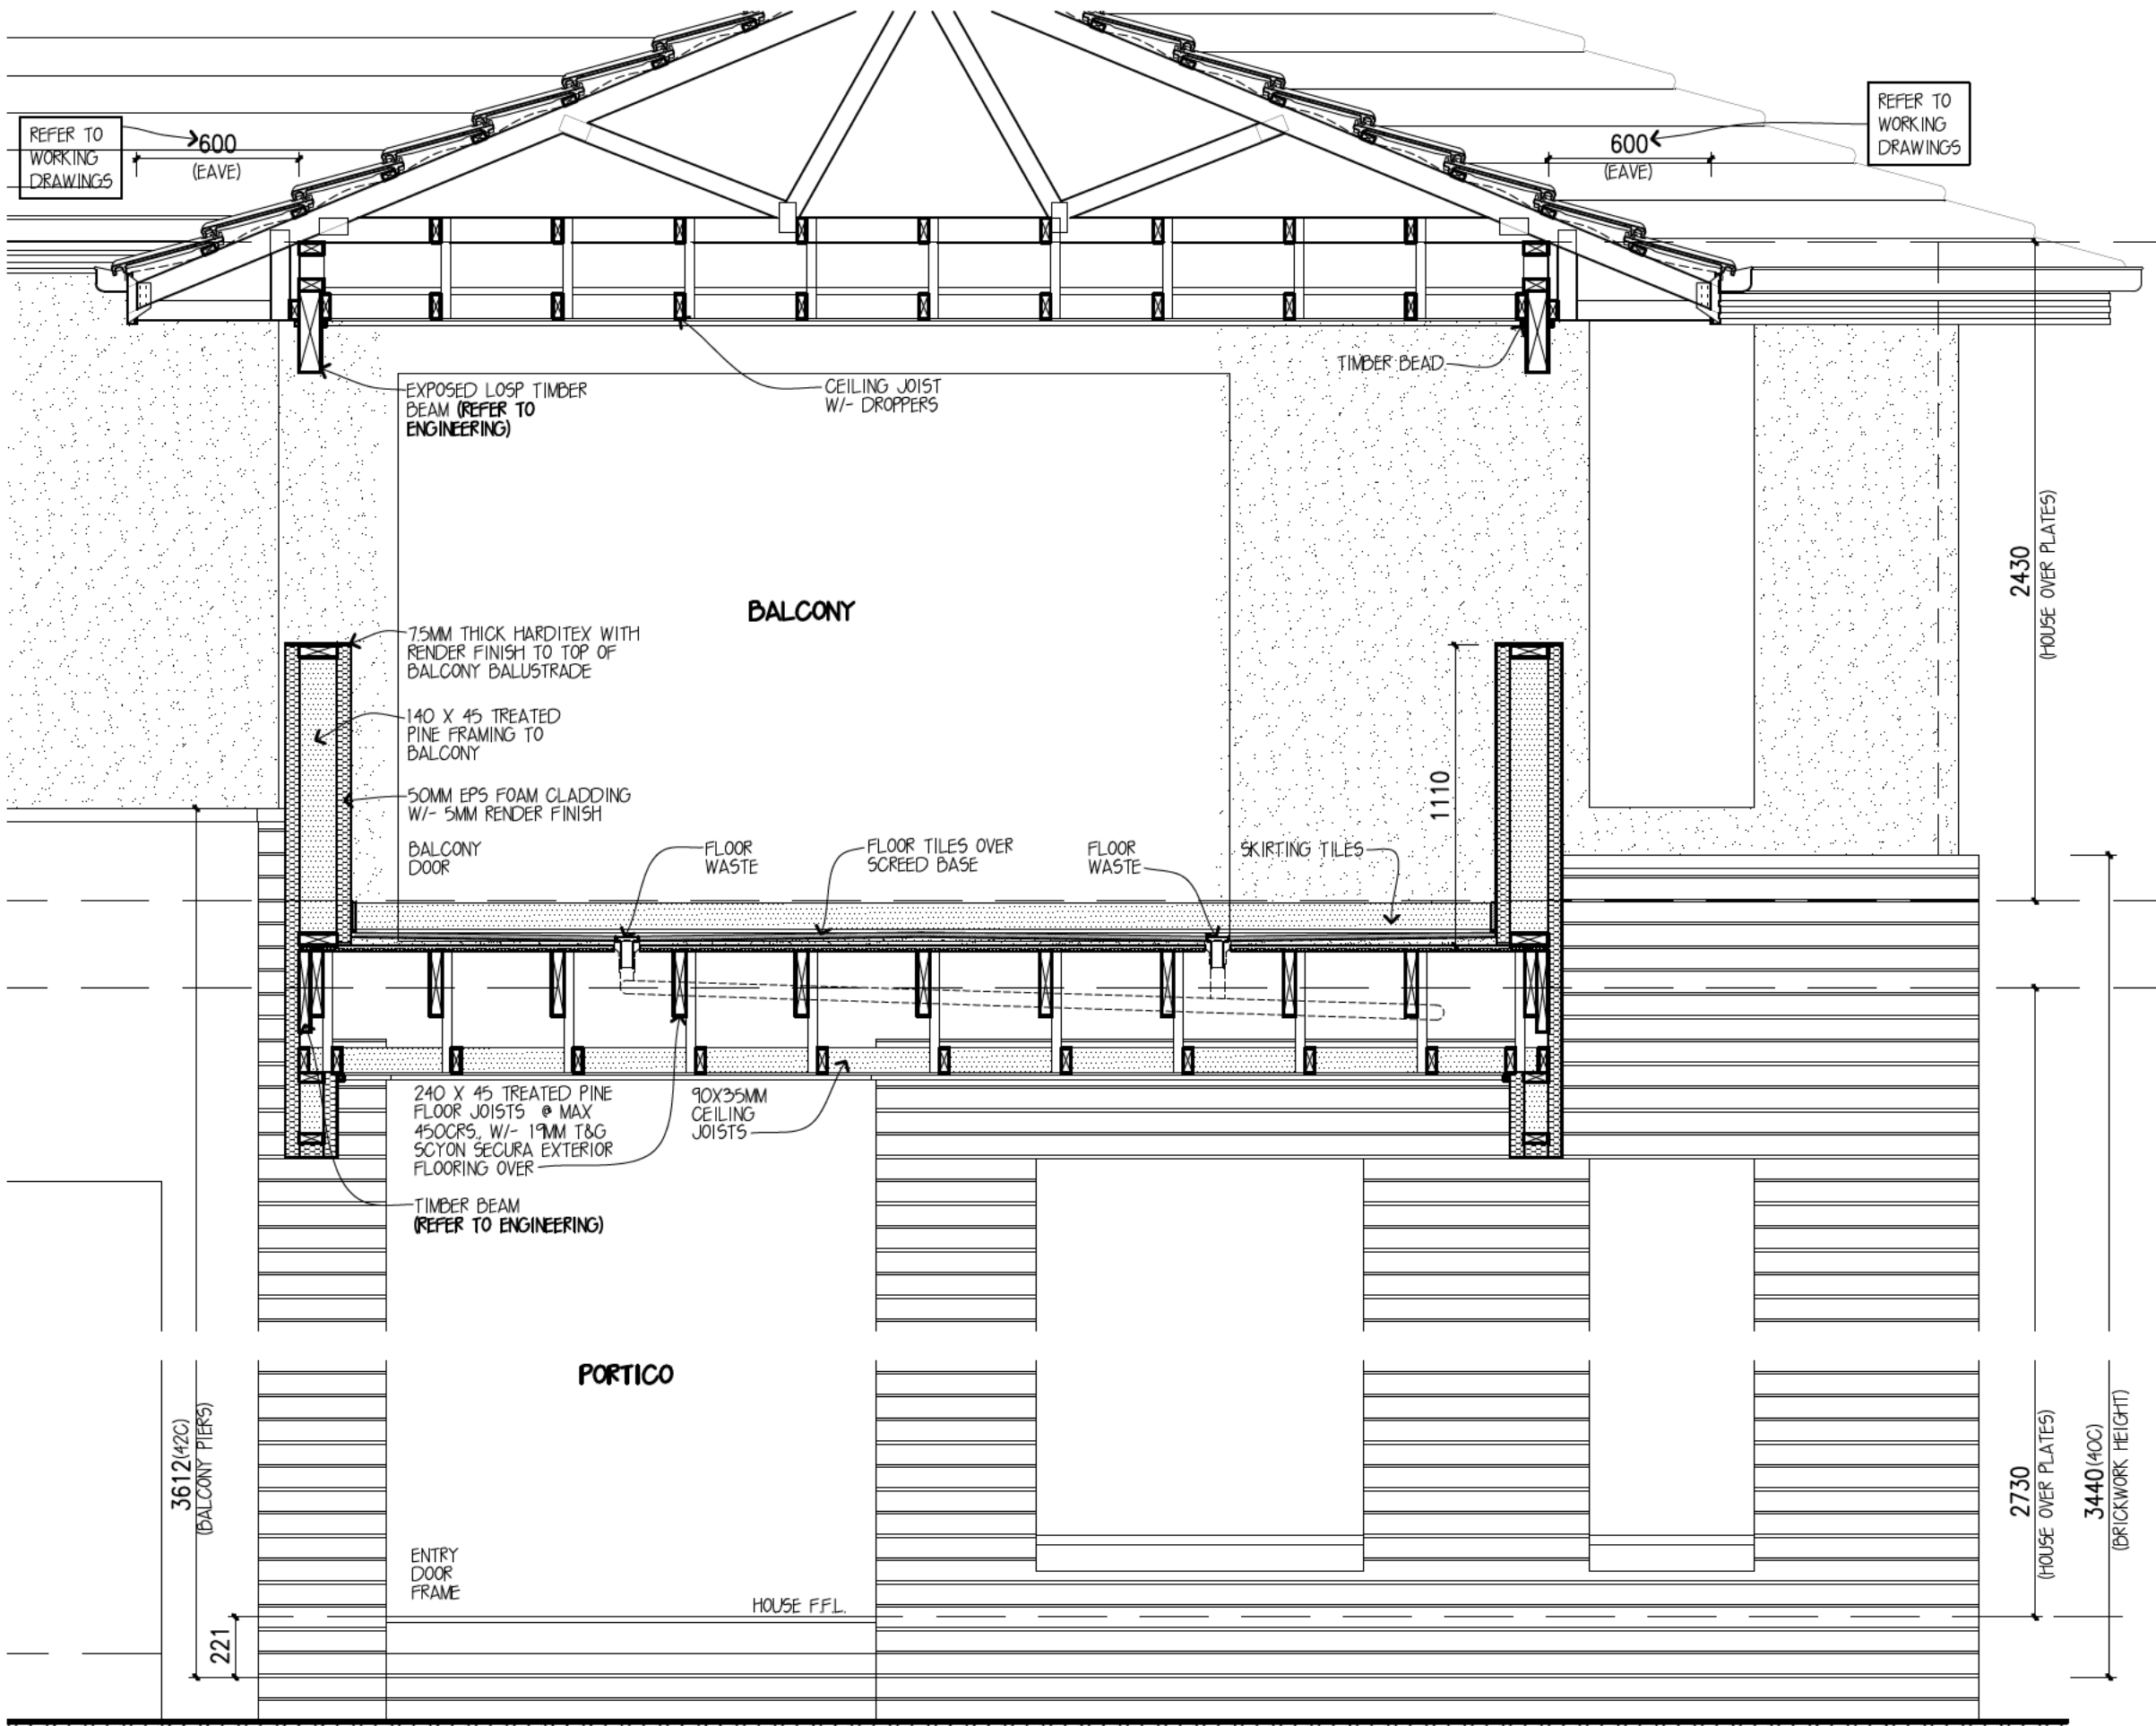 REFER TO
WORKING
DRAWINGS
600
(EAVE)
600
(EAVE)
REFER TO
WORKING
DRAWINGS
EXPOSED LOSP TIMBER
BEAM (REFER TO
ENGINEERING)
CEILING JOIST
W/- DROPPERS
TIMBER BEAD
2430
(HOUSE OVER PLATES)
BALCONY
7.5MM THICK HARDITEX WITH
RENDER FINISH TO TOP OF
BALCONY BALUSTRADE
140 X 45 TREATED
PINE FRAMING TO
BALCONY
50MM EPS FOAM CLADDING
W/- 5MM RENDER FINISH
1110
BALCONY
DOOR
FLOOR
WASTE
FLOOR TILES OVER
SCREED BASE
FLOOR
WASTE
SKIRTING TILES
240 X 45 TREATED PINE
FLOOR JOISTS @ MAX
450CRS., W/- 19MM T&G
SCYON SECURA EXTERIOR
FLOORING OVER
90X35MM
CEILING
JOISTS
TIMBER BEAM
(REFER TO ENGINEERING)
PORTICO
3612(42C)
(BALCONY PIERS)
2730
(HOUSE OVER PLATES)
3440(40C)
(BRICKWORK HEIGHT)
ENTRY
DOOR
FRAME
HOUSE F.F.L.
221